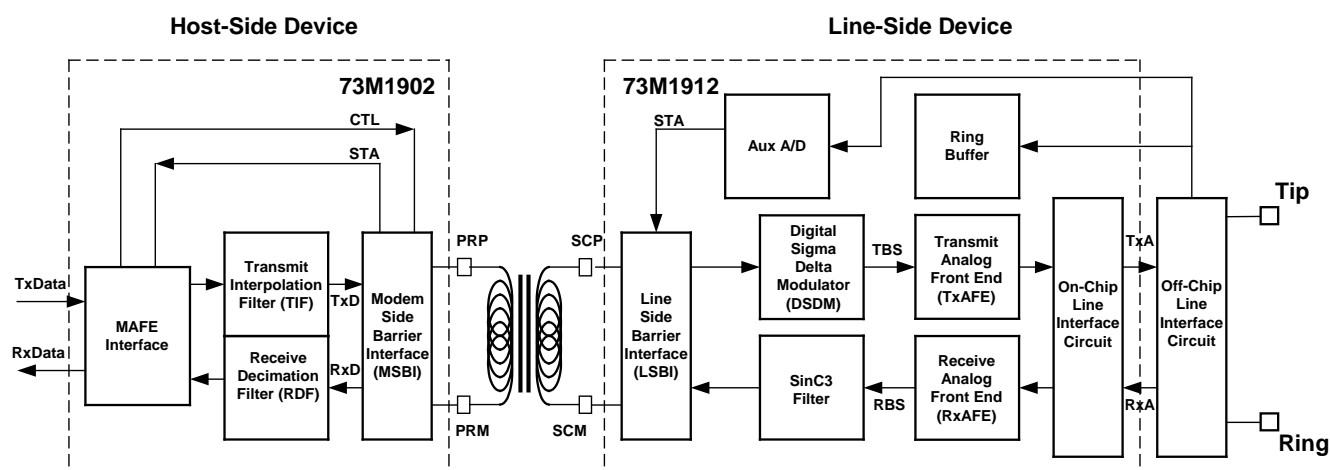 Host-Side Device
Line-Side Device
73M1902
73M1912
CTL
STA
STA
Aux A/D
Ring
Buffer
Tip
PRP
SCP
TxData
RxData
MAFE
Interface
Transmit
Interpolation
Filter (TIF)
TxD
Receive
Decimation
Filter (RDF)
RxD
Modem
Side
Barrier
Interface
(MSBI)
PRM
SCM
Line
Side
Barrier
Interface
(LSBI)
Digital
Sigma
Delta
Modulator
(DSDM)
TBS
Transmit
Analog
Front End
(TxAFE)
SinC3
Filter
RBS
Receive
Analog
Front End
(RxAFE)
On-Chip
Line
Interface
Circuit
TxA
RxA
Off-Chip
Line
Interface
Circuit
Ring